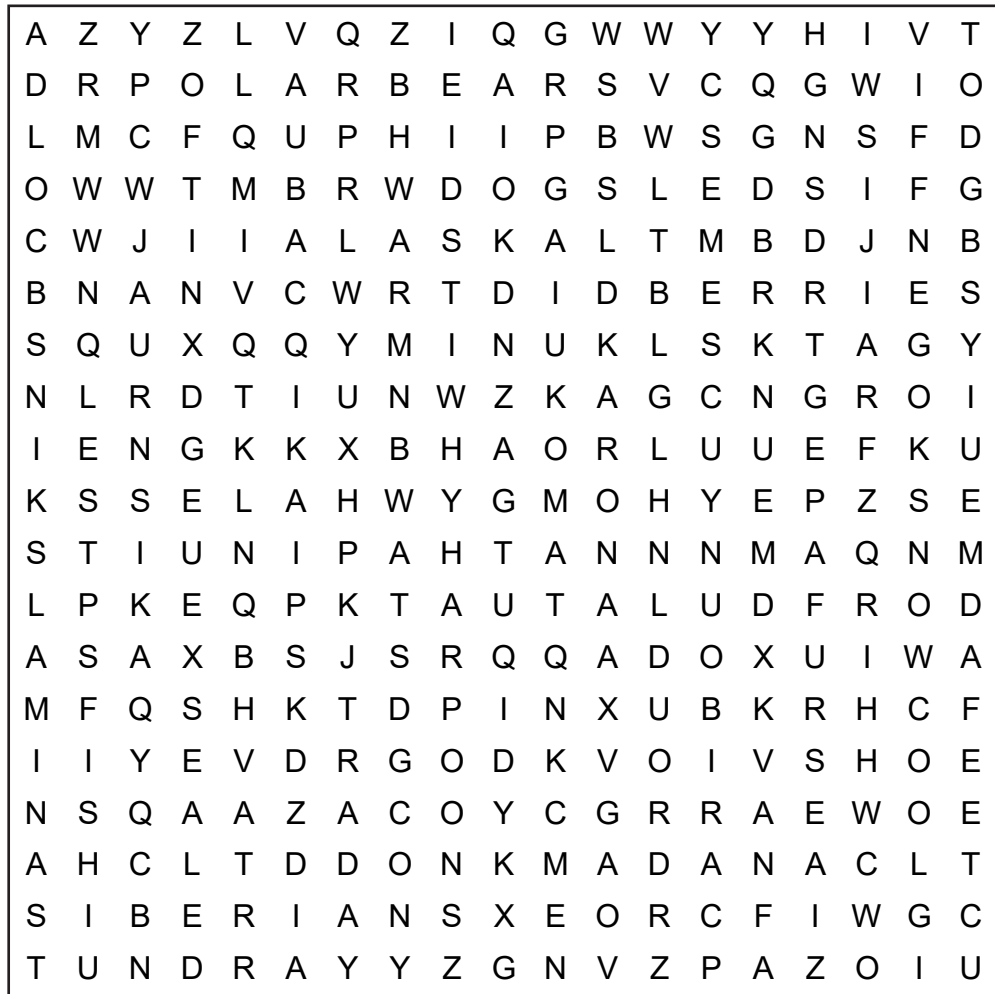 A Z Y Z L V Q Z I Q G W W Y Y H I V T
D R P O L A R B E A R S V C Q G W I O
L M C F Q U P H I I P B W S G N S F D
O W W T M B R W D O G S L E D S I F G
C W J I I A L A S K A L T M B D J N B
B N A N V C W R T D I D B E R R I E S
S Q U X Q Q Y M I N U K L S K T A G Y
N L R D T I U N W Z K A G C N G R O I
I E N G K K X B H A O R L U U E F K U
K S S E L A H W Y G M O H Y E P Z S E
S T I U N I P A H T A N N N M A Q N M
L P K E Q P K T A U T A L U D F R O D
A S A X B S J S R Q Q A D O X U I W A
M F Q S H K T D P I N X U B K R H C F
I I Y E V D R G O D K V O I V S H O E
N S Q A A Z A C O Y C G R R A E W O E
A H C L T D D O N K M A D A N A C L T
S I B E R I A N S X E O R C F I W G C
T U N D R A Y Y Z G N V Z P A Z O I U